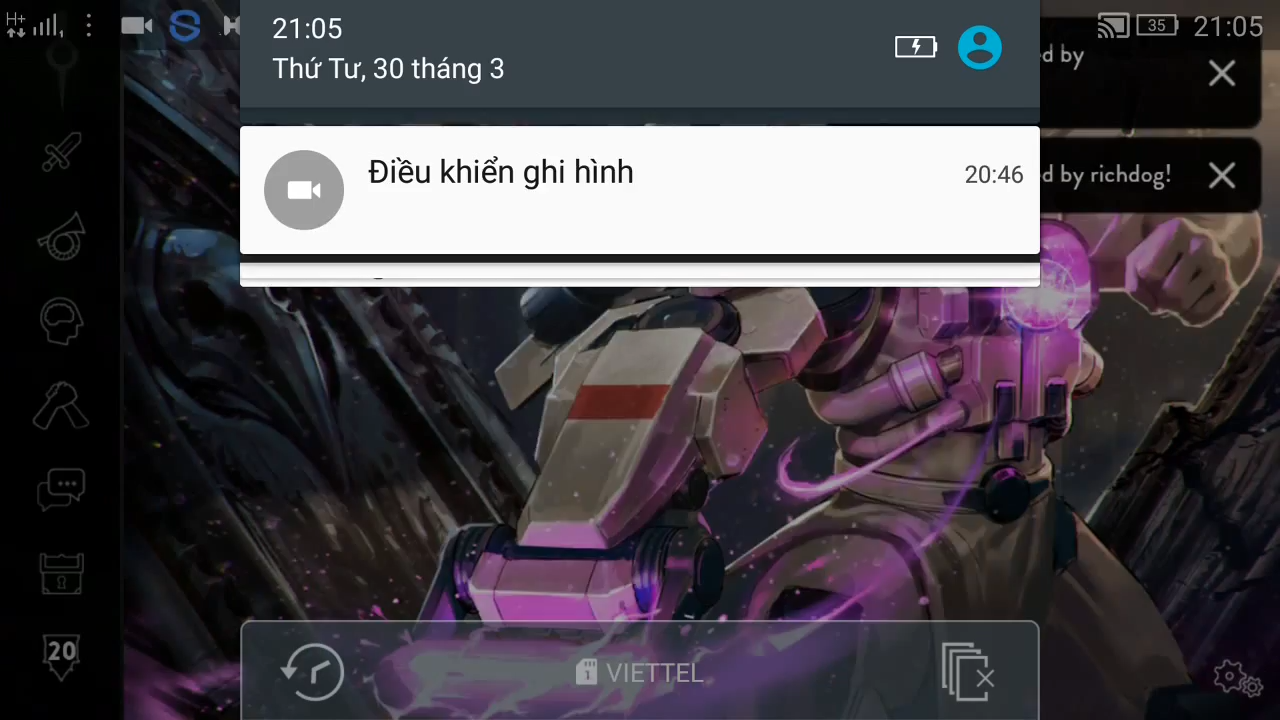 H+
35
21:05
21:05
Thứ Tư, 30 tháng 3
Điều khiển ghi hình
20:46
d by
d by richdog!
20
1
VIETTEL